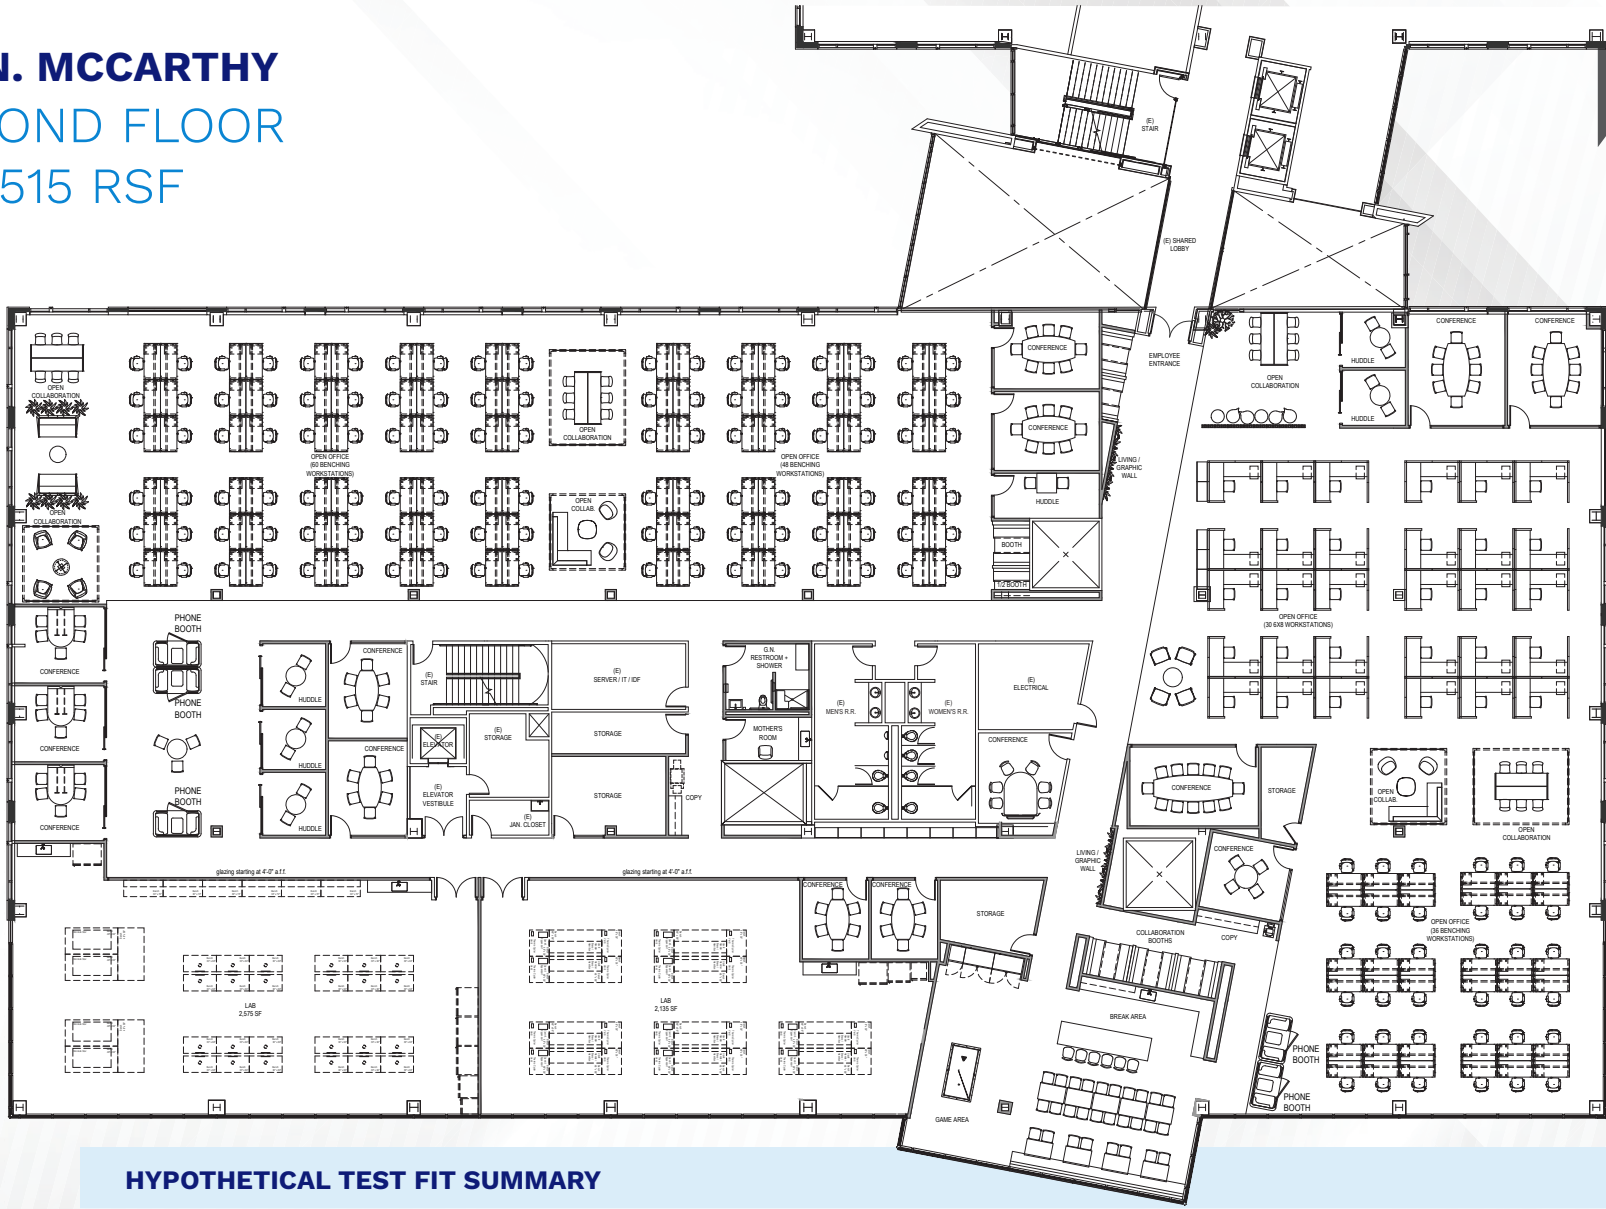 N. MCCARTHY
OND FLOOR
515 RSF
(E)
STAIR
(E) SHARED
LOBBY
EMPLOYEE
ENTRANCE
OPEN
COLLABORATION
OPEN
COLLABORATION
OPEN OFFICE
(60 BENCHING
WORKSTATIONS)
OPEN
COLLABORATION
OPEN
COLLAB.
OPEN OFFICE
(48 BENCHING
WORKSTATIONS)
CONFERENCE
CONFERENCE
HUDDLE
BOOTH
1/2 BOOTH
LIVING /
GRAPHIC
WALL
OPEN
COLLABORATION
HUDDLE
HUDDLE
CONFERENCE
CONFERENCE
OPEN OFFICE
(30 6X8 WORKSTATIONS)
CONFERENCE
CONFERENCE
CONFERENCE
PHONE
BOOTH
PHONE
BOOTH
PHONE
BOOTH
HUDDLE
HUDDLE
HUDDLE
CONFERENCE
CONFERENCE
(E)
STAIR
(E)
ELEVATOR
(E)
ELEVATOR
VESTIBULE
(E)
STORAGE
(E)
JAN. CLOSET
(E)
SERVER / IT / IDF
STORAGE
STORAGE
COPY
G.N.
RESTROOM +
SHOWER
MOTHER'S
ROOM
(E)
MEN'S R.R.
(E)
WOMEN'S R.R.
(E)
ELECTRICAL
CONFERENCE
CONFERENCE
STORAGE
OPEN
COLLAB.
OPEN
COLLABORATION
LIVING /
GRAPHIC
WALL
CONFERENCE
COPY
COLLABORATION
BOOTHS
OPEN OFFICE
(36 BENCHING
WORKSTATIONS)
glazing starting at 4'-0" a.f.f.
glazing starting at 4'-0" a.f.f.
CONFERENCE
CONFERENCE
STORAGE
LAB
2,575 SF
LAB
2,135 SF
BREAK AREA
GAME AREA
PHONE
BOOTH
PHONE
BOOTH
HYPOTHETICAL TEST FIT SUMMARY